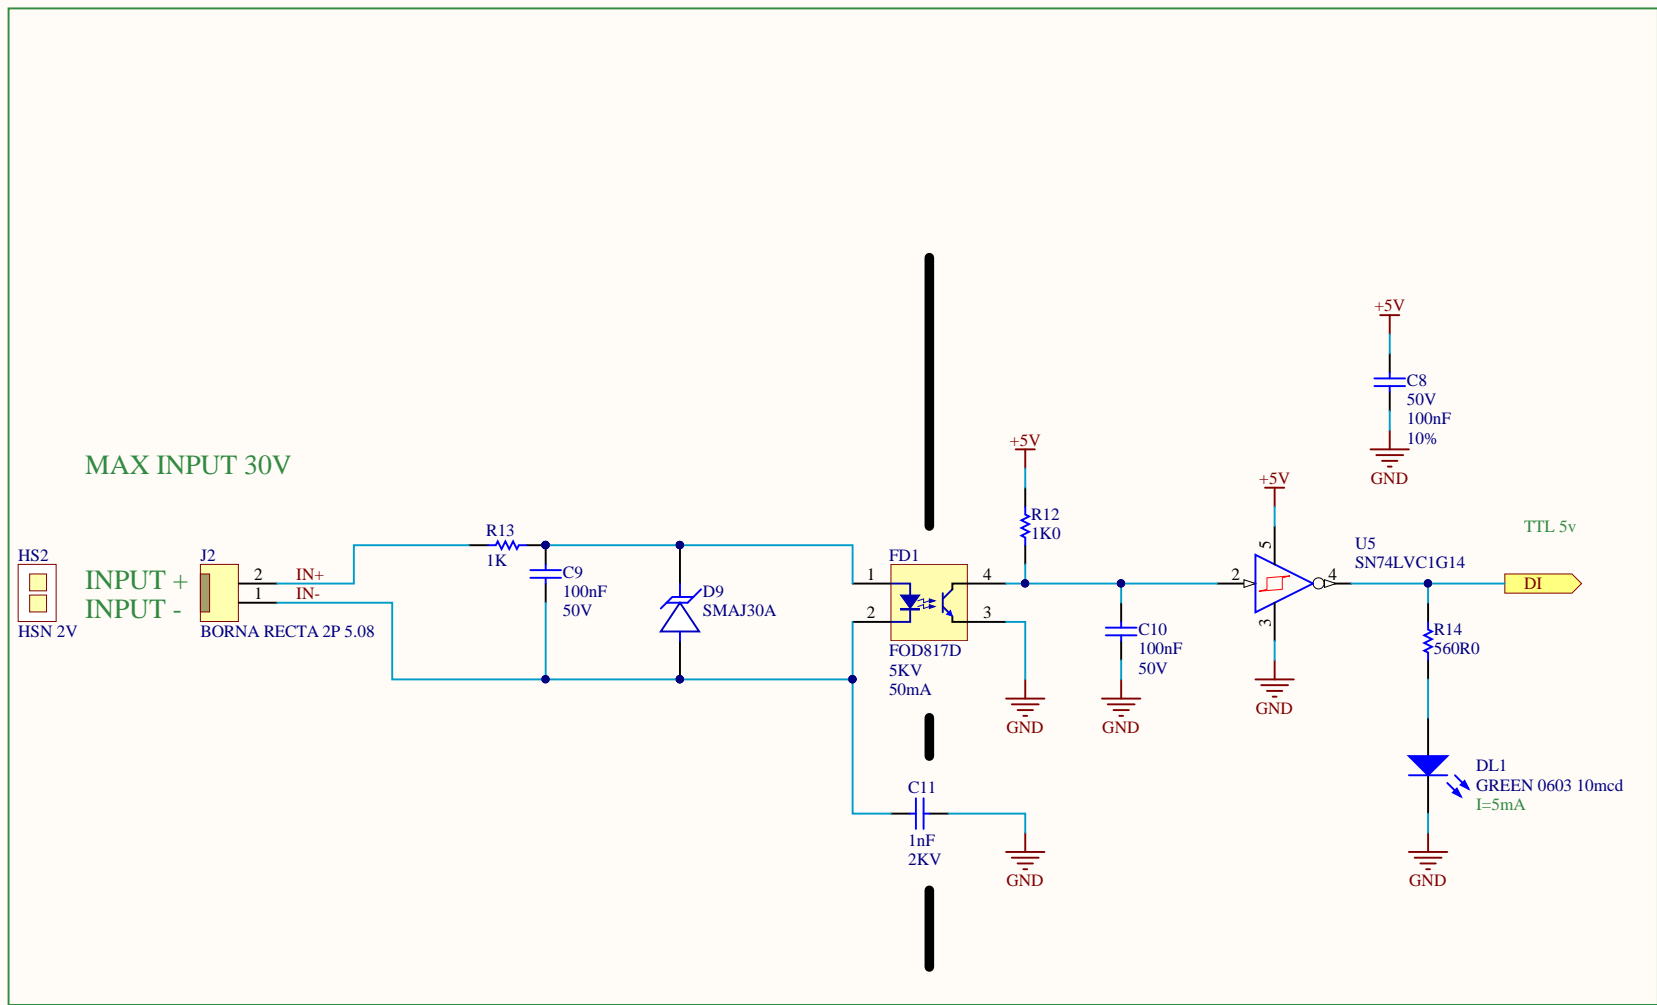 +5V
C8
50V
100nF
10%
GND
MAX INPUT 30V
+5V
R12
1K0
+5V
5
U5
SN74LVC1G14
TTL 5v
HS2
HSN 2V
INPUT +
INPUT -
J2
2
1
IN+
IN-
BORNA RECTA 2P 5.08
R13
1K
C9
100nF
50V
D9
SMAJ30A
FD1
1
2
4
3
FOD817D
5KV
50mA
GND
C10
100nF
50V
GND
2
4
3
GND
DI
R14
560R0
C11
1nF
2KV
GND
DL1
GREEN 0603 10mcd
I=5mA
GND